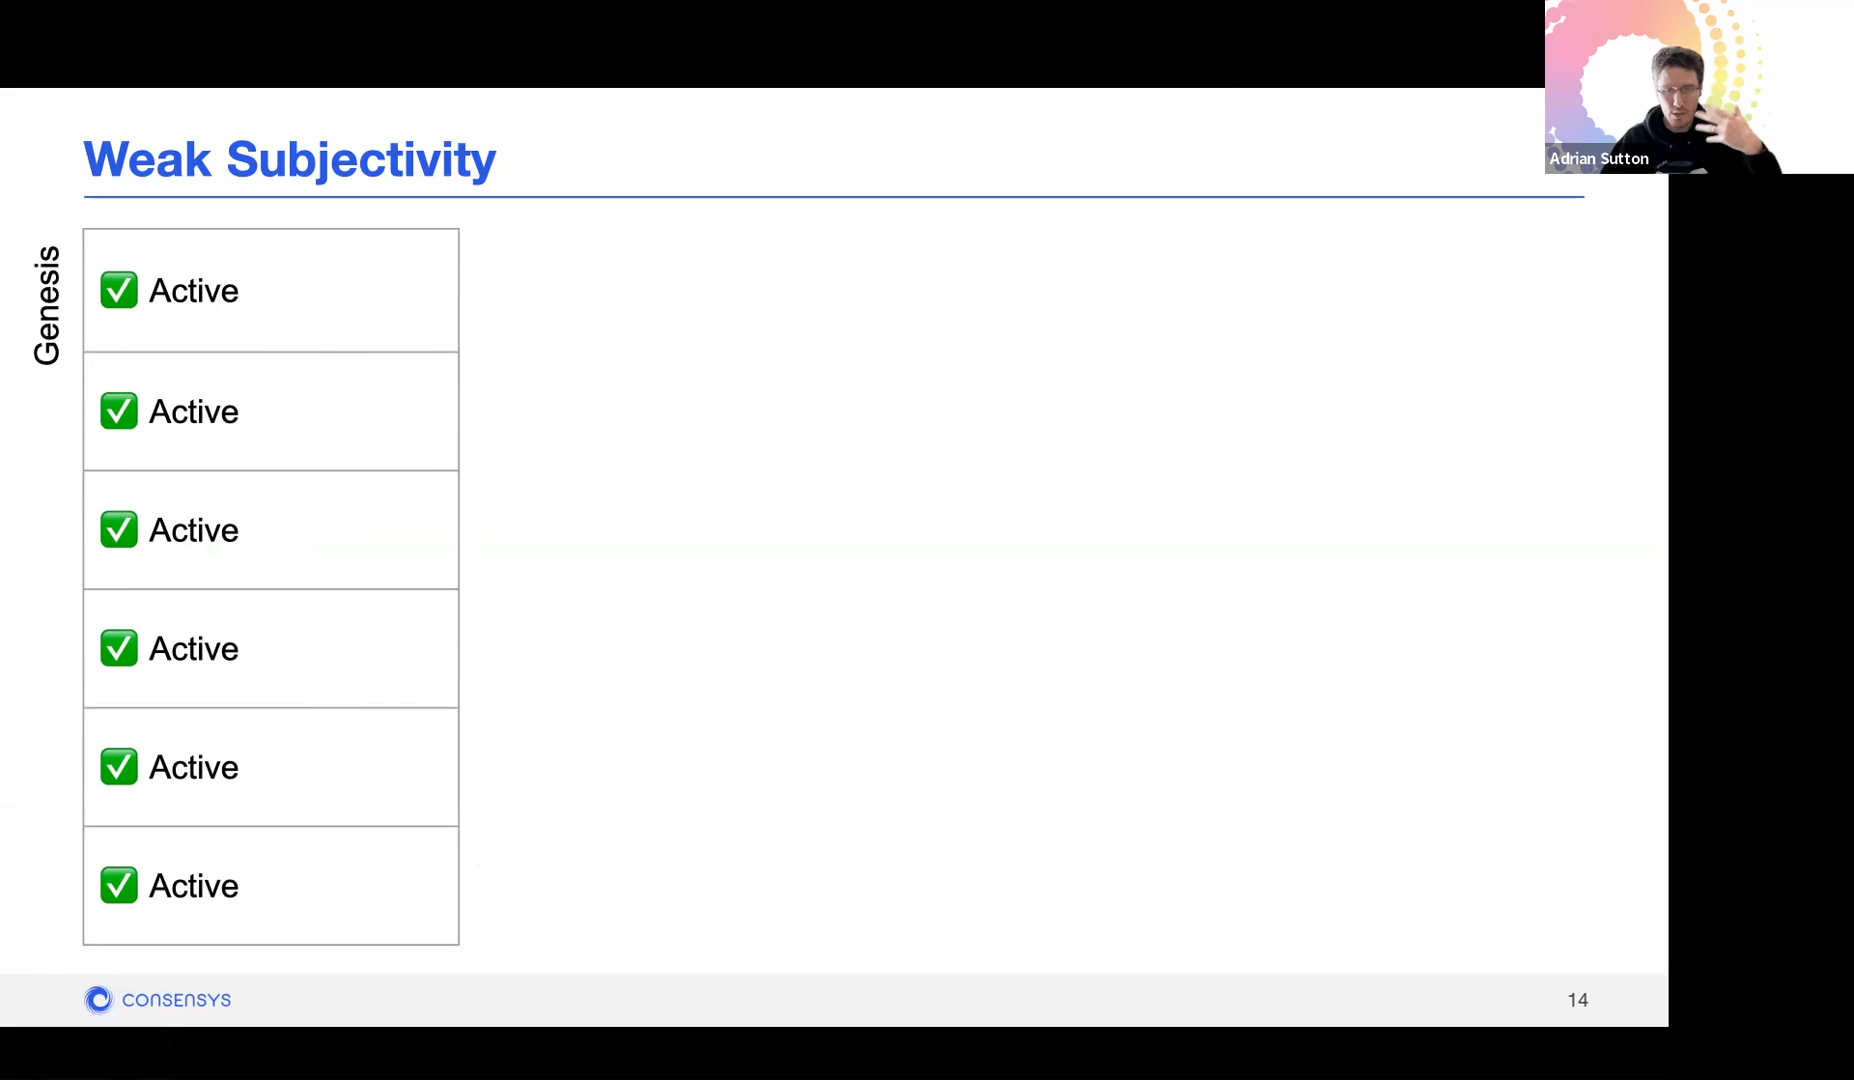 Adrian Sutton
Weak Subjectivity
Genesis
Active
Active
Active
Active
Active
Active
CONSENSYS
14